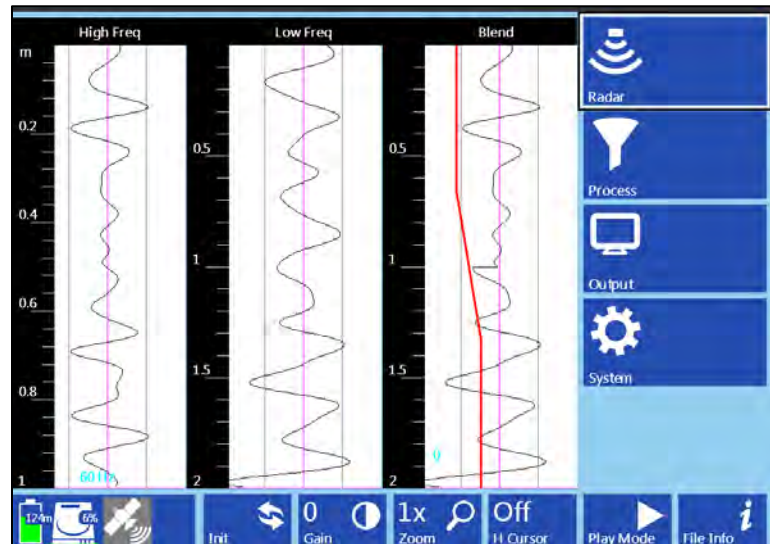 High Freq
Low Freq
Blend
m
0.2
0.4
0.6
0.8
1
0.5
1
1.5
2
0.5
1
1.5
2
0
Radar
Process
Output
System
124m
6%
Init
0
Gain
1x
Zoom
Off
H Cursor
Play Mode
i
File Info